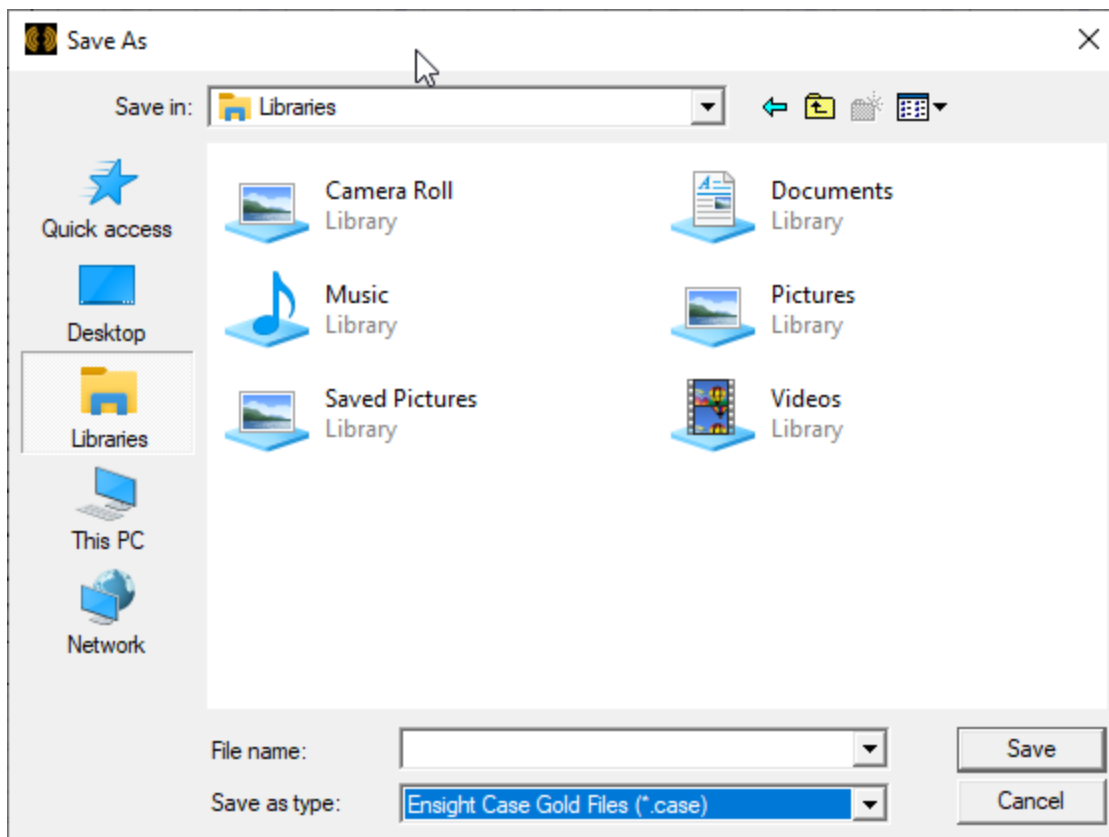 Save As
Save in:
Libraries
Quick access
Desktop
Libraries
This PC
Network
Camera Roll
Library
Documents
Library
Music
Library
Pictures
Library
Saved Pictures
Library
Videos
Library
File name:
Save
Save as type:
Ensight Case Gold Files (*.case)
Cancel